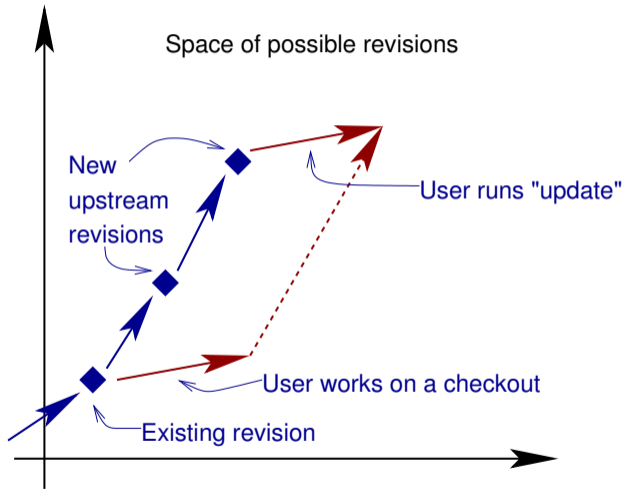 Space of possible revisions
New
upstream
revisions
User runs "update"
User works on a checkout
Existing revision